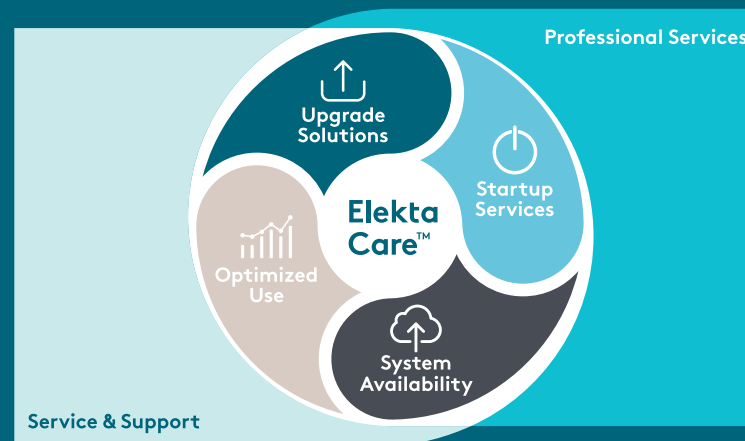 Professional Services
Upgrade
Solutions
Startup
Services
Elekta
Care™
Optimized
Use
System
Availability
Service & Support